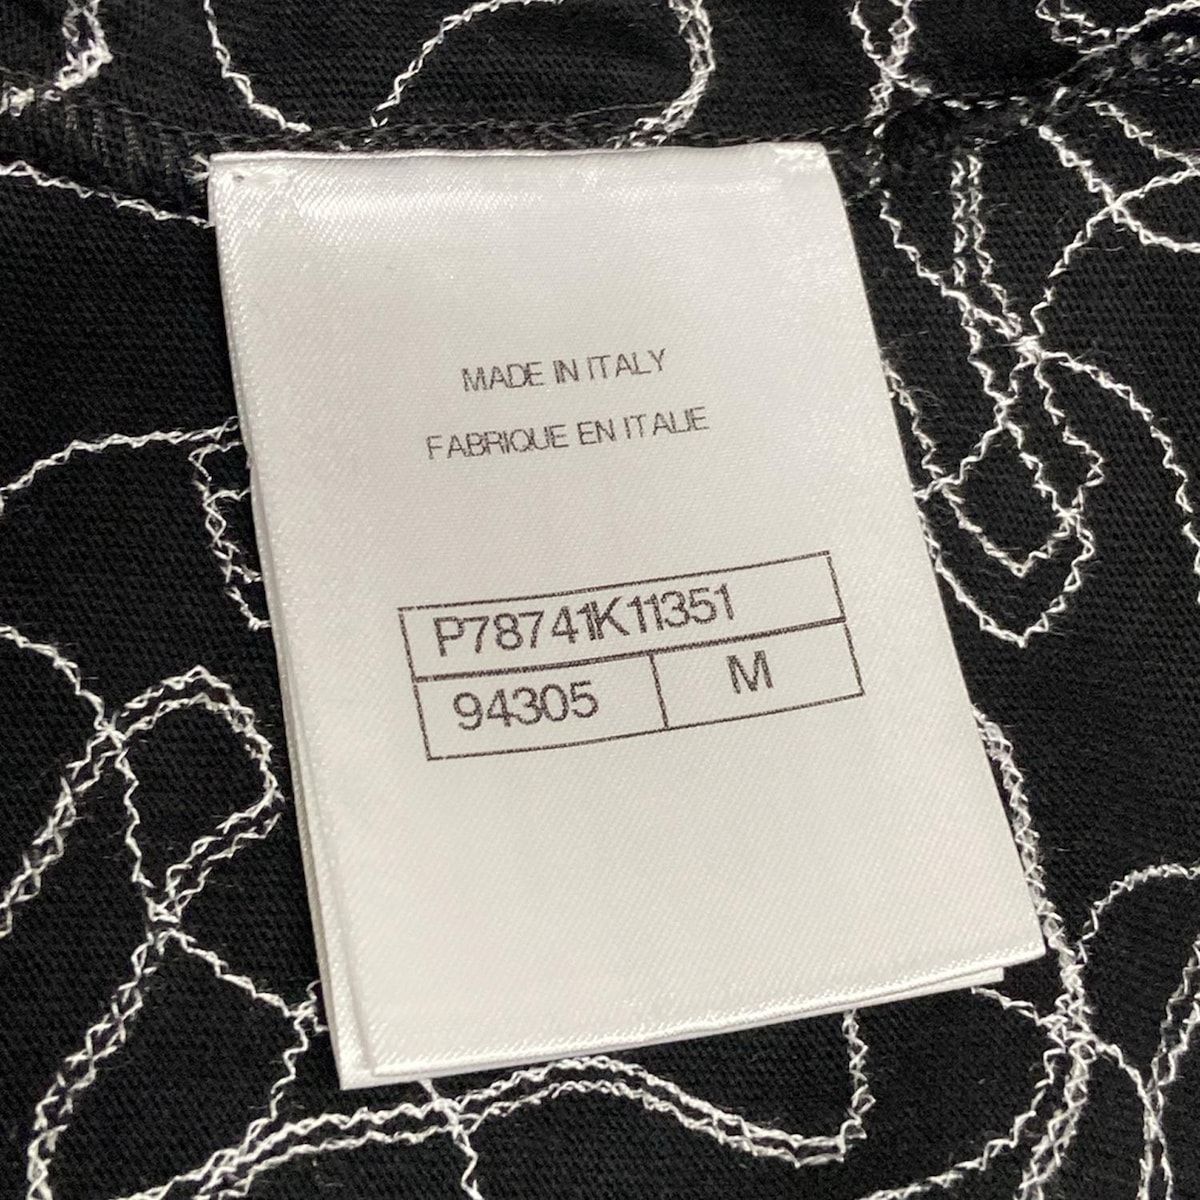 MADE IN ITALY
FABRIQUE EN ITALIE
P78741K11351
94305 M